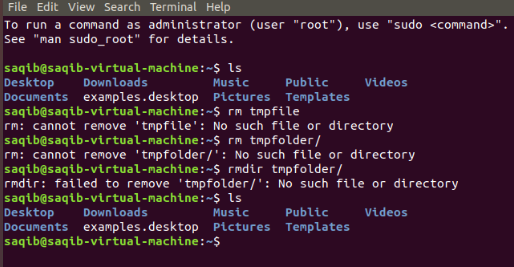 File Edit View Search Terminal Help
To run a command as administrator (user "root"), use "sudo <command>".
See "man sudo_root" for details.
saqib@saqib-virtual-machine:~$ ls
Desktop Downloads Music Public Videos
Documents examples.desktop Pictures Templates
saqib@saqib-virtual-machine:~$ rm tmpfile
rm: cannot remove 'tmpfile': No such file or directory
saqib@saqib-virtual-machine:~$ rm tmpfolder/
rm: cannot remove 'tmpfolder/': No such file or directory
saqib@saqib-virtual-machine:~$ rmdir tmpfolder/
rmdir: failed to remove 'tmpfolder/': No such file or directory
saqib@saqib-virtual-machine:~$ ls
Desktop Downloads Music Public Videos
Documents examples.desktop Pictures Templates
saqib@saqib-virtual-machine:~$